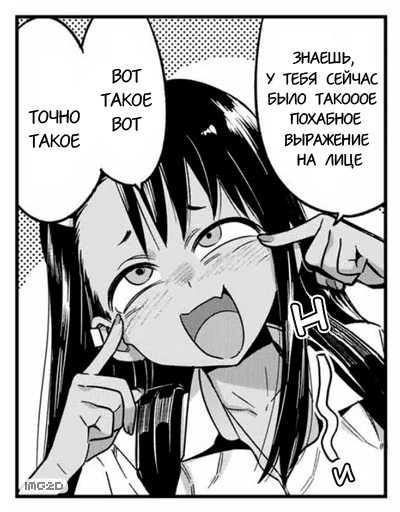 ЗНАЕШЬ,
У ТЕБЯ СЕЙЧАС
БЫЛО ТАКОООЕ
ПОХАБНОЕ
ВЫРАЖЕНИЕ
НА ЛИЦЕ
ВОТ
ТАКОЕ
ВОТ
ТОЧНО
ТАКОЕ
Н
И
IMG2D